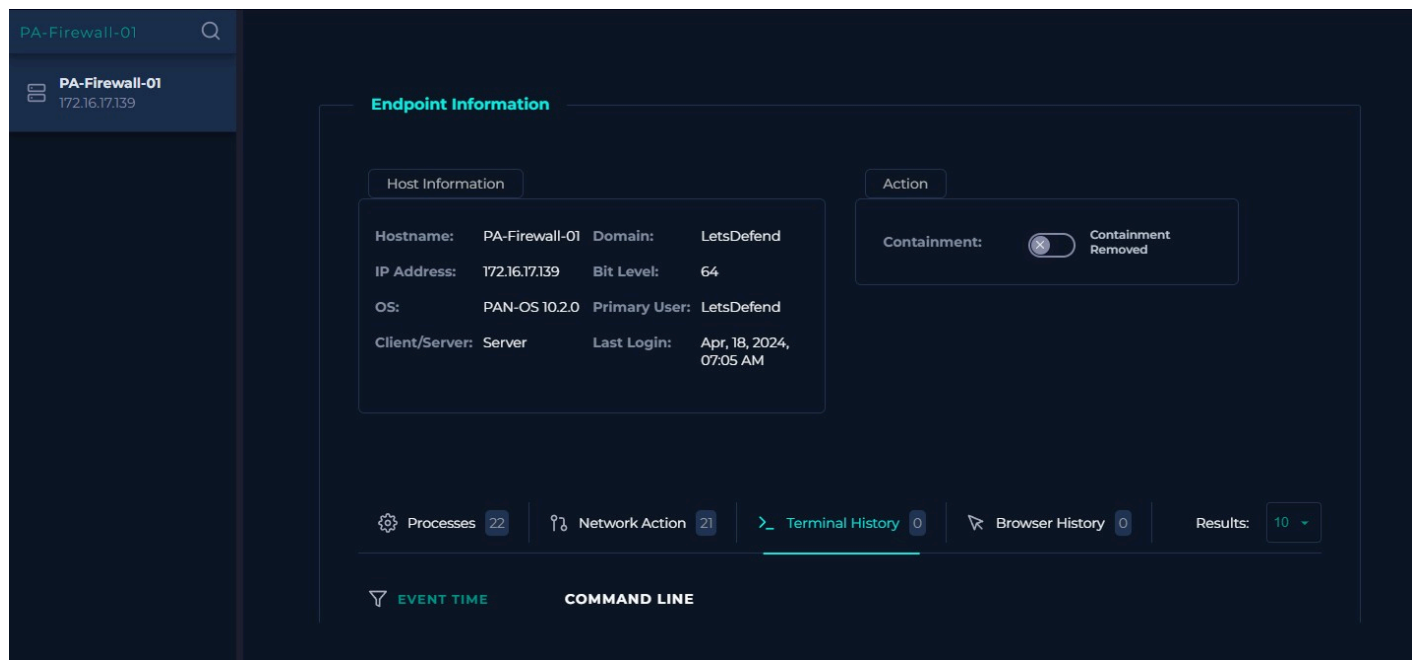 PA-Firewall-01
PA-Firewall-01
172.16.17.139
Endpoint Information
Host Information
Hostname: PA-Firewall-01 Domain: LetsDefend
IP Address: 172.16.17.139 Bit Level: 64
OS: PAN-OS 10.2.0 Primary User: LetsDefend
Client/Server: Server Last Login: Apr, 18, 2024,
07:05 AM
Action
Containment: Containment
Removed
Processes 22 Network Action 21 >_ Terminal History 0 Browser History 0 Results: 10
EVENT TIME COMMAND LINE